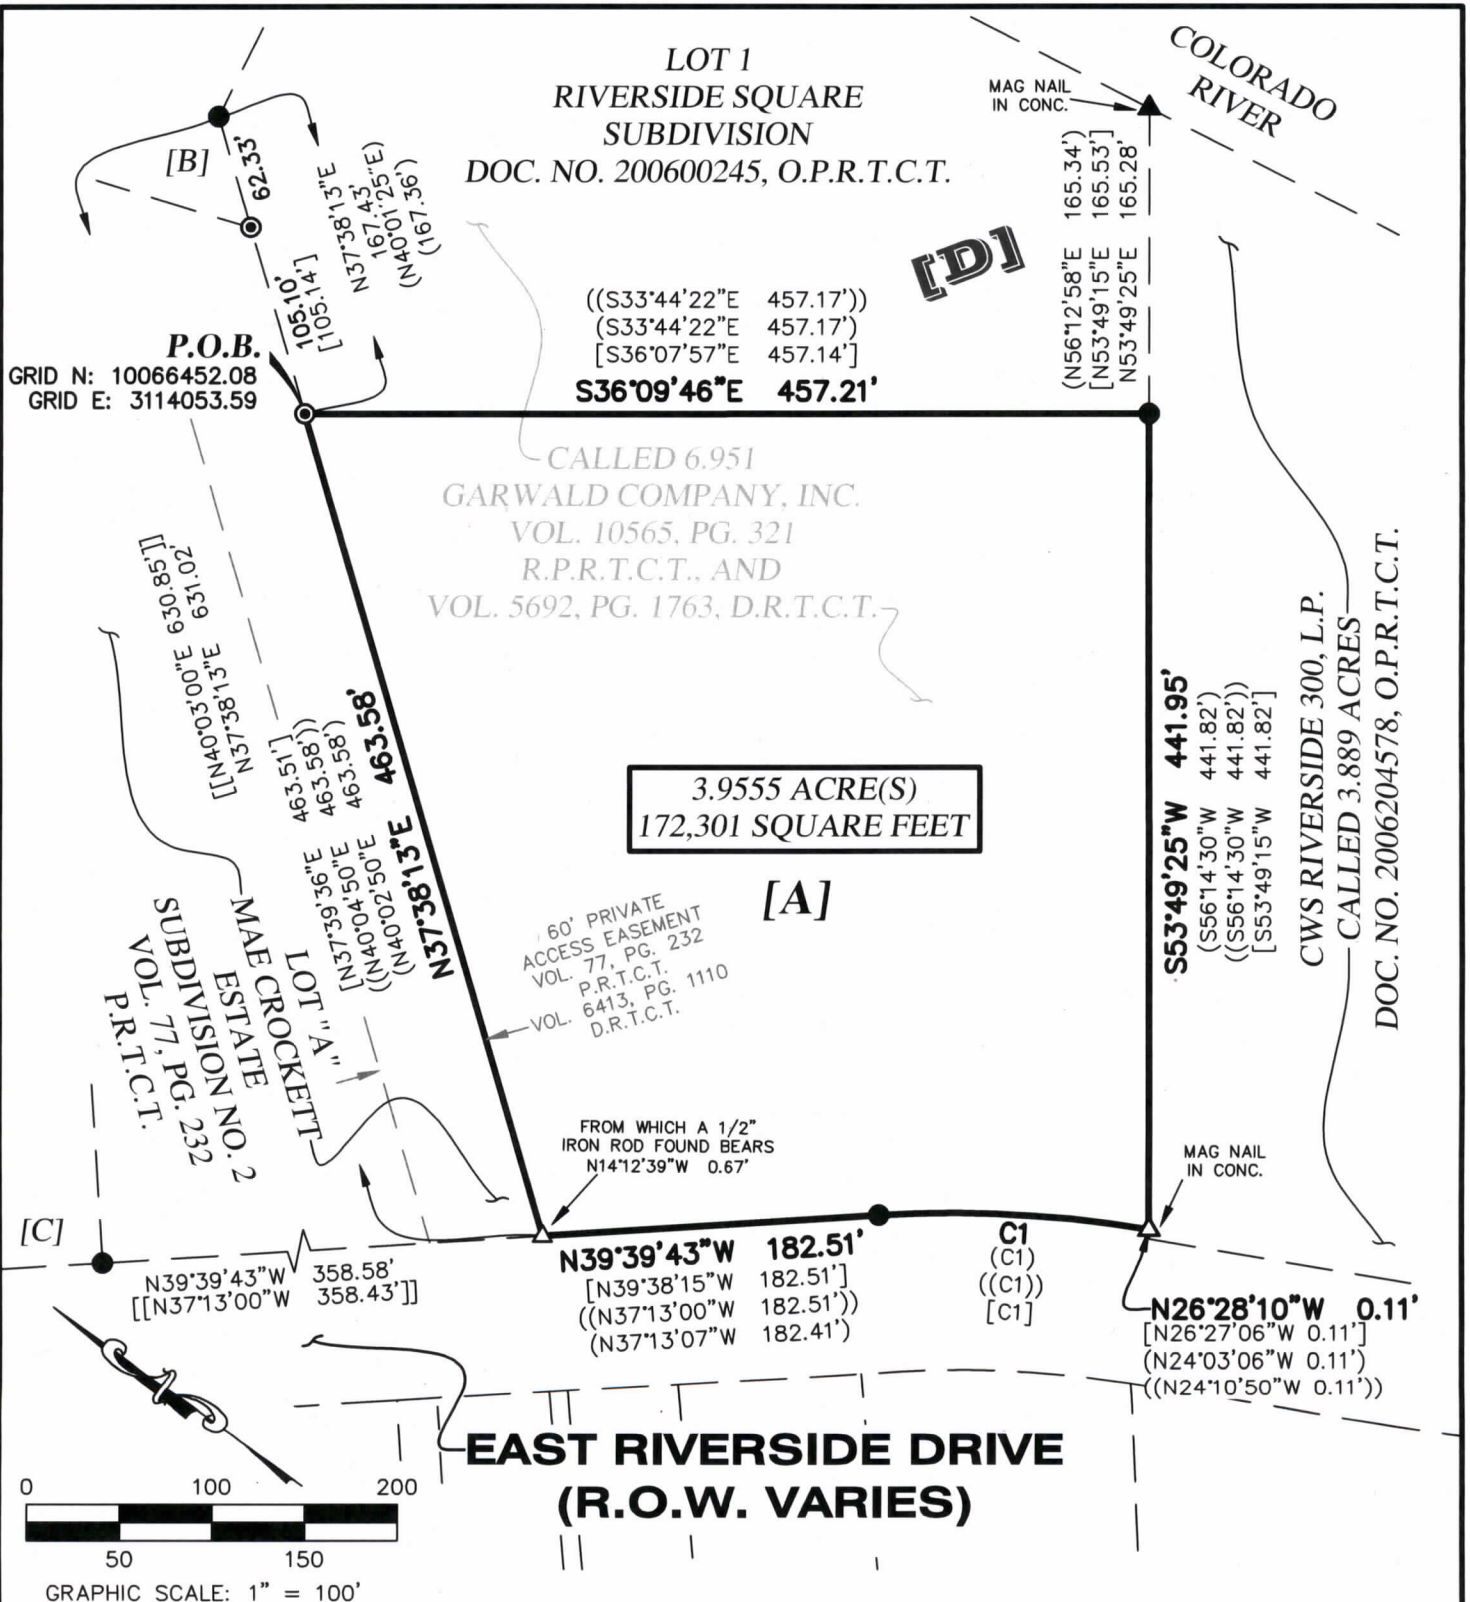 LOT 1
RIVERSIDE SQUARE
SUBDIVISION
DOC. NO. 200600245, O.P.R.T.C.T.
COLORADO
RIVER
MAG NAIL
IN CONC.
[B]
62.33'
N37°38'13"E
167.43'
(N40°01'25"E)
(167.36')
105.10'
[105.14']
P.O.B.
GRID N: 10066452.08
GRID E: 3114053.59
[D]
(N56°12'58"E 165.34')
[N53°49'15"E 165.53']
N53°49'25"E 165.28'
((S33°44'22"E 457.17'))
(S33°44'22"E 457.17')
[S36°07'57"E 457.14']
S36°09'46"E 457.21'
CALLED 6.951
GARWALD COMPANY, INC.
VOL. 10565, PG. 321
R.P.R.T.C.T., AND
VOL. 5692, PG. 1763, D.R.T.C.T.
[[N40°03'00"E 630.85']]
N37°38'13"E 631.02'
[N37°39'36"E 463.51']
((N40°04'50"E 463.58'))
(N40°02'50"E 463.58')
N37°38'13"E 463.58'
3.9555 ACRE(S)
172,301 SQUARE FEET
[A]
S53°49'25"W 441.95'
(S56°14'30"W 441.82')
((S56°14'30"W 441.82'))
[S53°49'15"W 441.82']
CWS RIVERSIDE 300, L.P.
CALLED 3.889 ACRES
DOC. NO. 2006204578, O.P.R.T.C.T.
LOT "A"
MAE CROCKETT
ESTATE
SUBDIVISION NO. 2
VOL. 77, PG. 232
P.R.T.C.T.
60' PRIVATE
ACCESS EASEMENT
VOL. 77, PG. 232
P.R.T.C.T.
VOL. 6413, PG. 1110
D.R.T.C.T.
FROM WHICH A 1/2"
IRON ROD FOUND BEARS
N14°12'39"W 0.67'
MAG NAIL
IN CONC.
[C]
N39°39'43"W 358.58'
[[N37°13'00"W 358.43']]
N39°39'43"W 182.51'
[N39°38'15"W 182.51']
((N37°13'00"W 182.51'))
(N37°13'07"W 182.41')
C1
(C1)
((C1))
[C1]
N26°28'10"W 0.11'
[N26°27'06"W 0.11']
(N24°03'06"W 0.11')
((N24°10'50"W 0.11'))
EAST RIVERSIDE DRIVE
(R.O.W. VARIES)
0 100 200
50 150
GRAPHIC SCALE: 1" = 100'